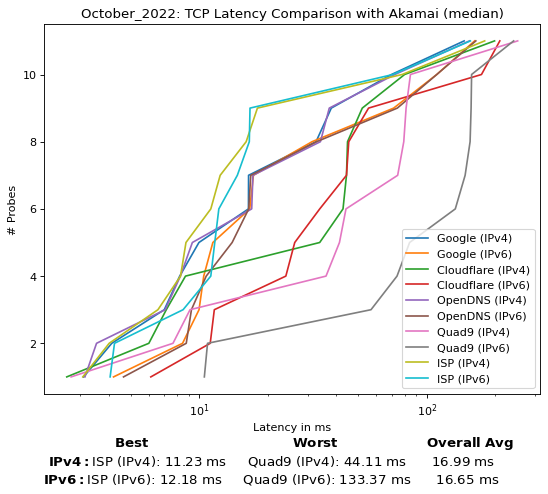 October_2022: TCP Latency Comparison with Akamai (median)
# Probes
10
8
6
4
2
Google (IPv4)
Google (IPv6)
Cloudflare (IPv4)
Cloudflare (IPv6)
OpenDNS (IPv4)
OpenDNS (IPv6)
Quad9 (IPv4)
Quad9 (IPv6)
ISP (IPv4)
ISP (IPv6)
10¹ 10²
Latency in ms
Best Worst Overall Avg
IPv4: ISP (IPv4): 11.23 ms Quad9 (IPv4): 44.11 ms 16.99 ms
IPv6: ISP (IPv6): 12.18 ms Quad9 (IPv6): 133.37 ms 16.65 ms